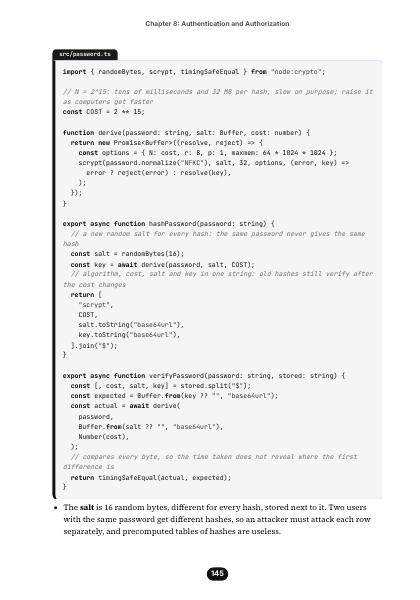 Chapter 8: Authentication and Authorization
src/password.ts
import { randomBytes, scrypt, timingSafeEqual } from "node:crypto";
// N = 2^15: tens of milliseconds and 32 MB per hash, slow on purpose; raise it
as computers get faster
const COST = 2 ** 15;
function derive(password: string, salt: Buffer, cost: number) {
  return new Promise<Buffer>((resolve, reject) => {
    const options = { N: cost, r: 8, p: 1, maxmem: 64 * 1024 * 1024 };
    scrypt(password.normalize("NFKC"), salt, 32, options, (error, key) =>
      error ? reject(error) : resolve(key),
    );
  });
}
export async function hashPassword(password: string) {
  // a new random salt for every hash: the same password never gives the same
hash
  const salt = randomBytes(16);
  const key = await derive(password, salt, COST);
  // algorithm, cost, salt and key in one string: old hashes still verify after
the cost changes
  return [
    "scrypt",
    COST,
    salt.toString("base64url"),
    key.toString("base64url"),
  ].join("$");
}
export async function verifyPassword(password: string, stored: string) {
  const [, cost, salt, key] = stored.split("$");
  const expected = Buffer.from(key ?? "", "base64url");
  const actual = await derive(
    password,
    Buffer.from(salt ?? "", "base64url"),
    Number(cost),
  );
  // compares every byte, so the time taken does not reveal where the first
difference is
  return timingSafeEqual(actual, expected);
}
• The salt is 16 random bytes, different for every hash, stored next to it. Two users
with the same password get different hashes, so an attacker must attack each row
separately, and precomputed tables of hashes are useless.
145